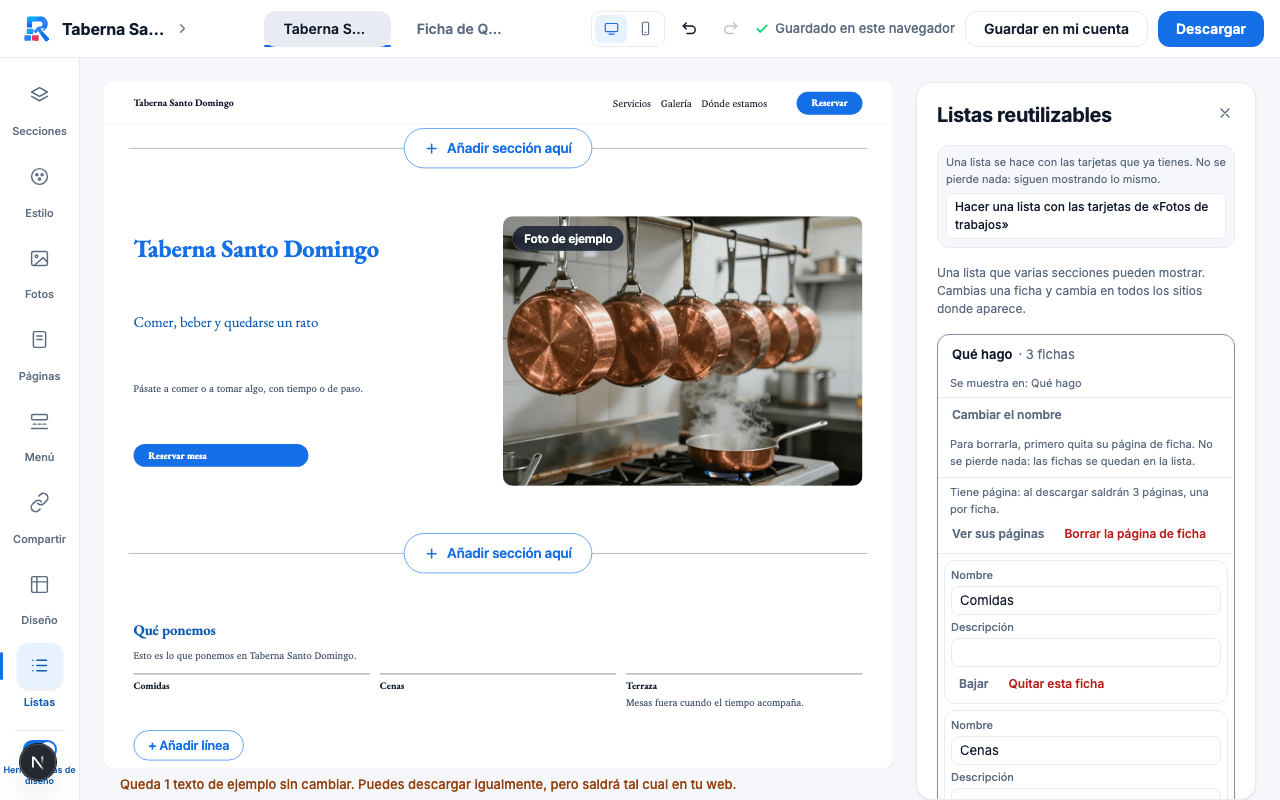 Taberna Sa...
Taberna S...
Ficha de Q...
Guardado en este navegador
Guardar en mi cuenta
Descargar
Secciones
Estilo
Fotos
Páginas
Menú
Compartir
Diseño
Listas
N
Taberna Santo Domingo
Servicios
Galería
Dónde estamos
Reservar
+ Añadir sección aquí
Taberna Santo Domingo
Comer, beber y quedarse un rato
Pásate a comer o a tomar algo, con tiempo o de paso.
Reservar mesa
Foto de ejemplo
+ Añadir sección aquí
Qué ponemos
Esto es lo que ponemos en Taberna Santo Domingo.
Comidas
Cenas
Terraza
Mesas fuera cuando el tiempo acompaña.
+ Añadir línea
Queda 1 texto de ejemplo sin cambiar. Puedes descargar igualmente, pero saldrá tal cual en tu web.
Listas reutilizables
Una lista se hace con las tarjetas que ya tienes. No se
pierde nada: siguen mostrando lo mismo.
Hacer una lista con las tarjetas de «Fotos de
trabajos»
Una lista que varias secciones pueden mostrar.
Cambias una ficha y cambia en todos los sitios
donde aparece.
Qué hago · 3 fichas
Se muestra en: Qué hago
Cambiar el nombre
Para borrarla, primero quita su página de ficha. No
se pierde nada: las fichas se quedan en la lista.
Tiene página: al descargar saldrán 3 páginas, una
por ficha.
Ver sus páginas
Borrar la página de ficha
Nombre
Comidas
Descripción
Bajar
Quitar esta ficha
Nombre
Cenas
Descripción